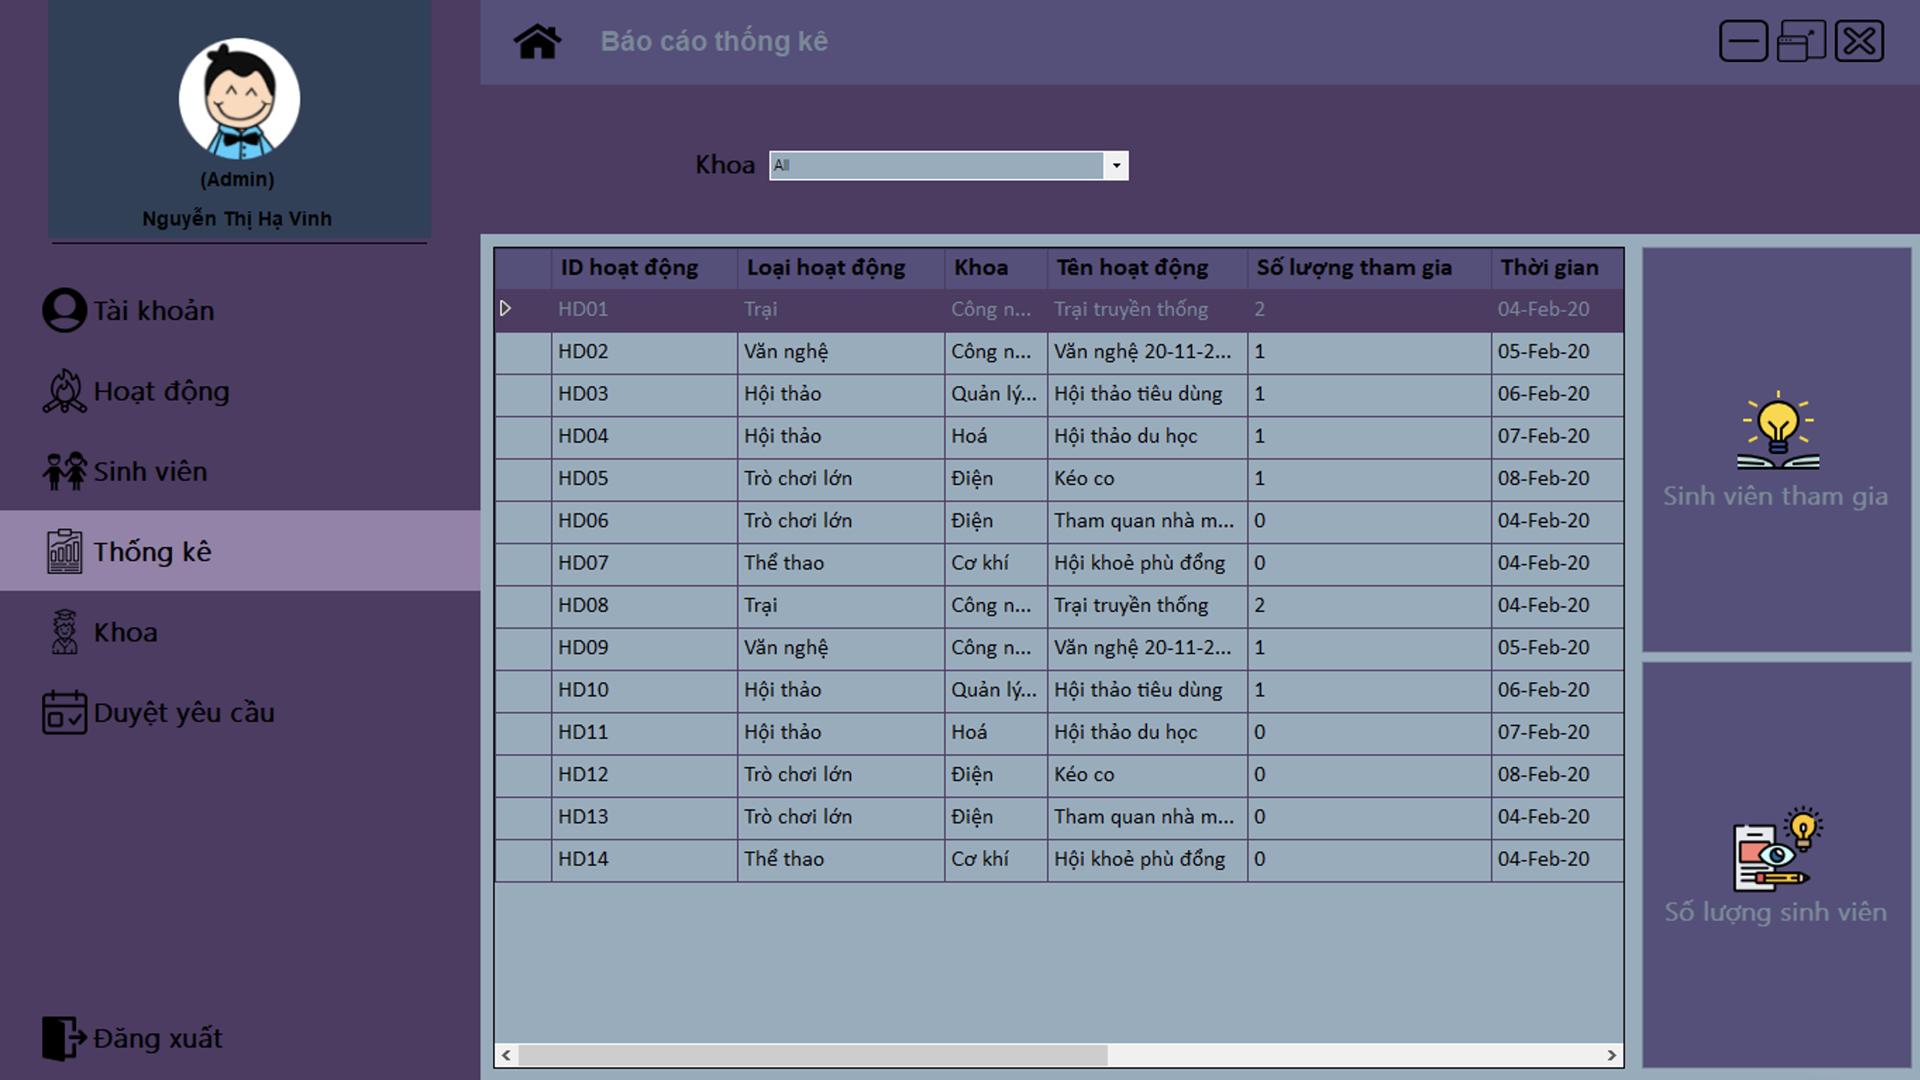 (Admin)
Nguyễn Thị Hạ Vinh
Tài khoản
Hoạt động
Sinh viên
Thống kê
Khoa
Duyệt yêu cầu
Đăng xuất
Báo cáo thống kê
Khoa All
ID hoạt động Loại hoạt động Khoa Tên hoạt động Số lượng tham gia Thời gian
HD01 Trại Công n... Trại truyền thống 2 04-Feb-20
HD02 Văn nghệ Công n... Văn nghệ 20-11-2... 1 05-Feb-20
HD03 Hội thảo Quản lý... Hội thảo tiêu dùng 1 06-Feb-20
HD04 Hội thảo Hoá Hội thảo du học 1 07-Feb-20
HD05 Trò chơi lớn Điện Kéo co 1 08-Feb-20
HD06 Trò chơi lớn Điện Tham quan nhà m... 0 04-Feb-20
HD07 Thể thao Cơ khí Hội khoẻ phù đổng 0 04-Feb-20
HD08 Trại Công n... Trại truyền thống 2 04-Feb-20
HD09 Văn nghệ Công n... Văn nghệ 20-11-2... 1 05-Feb-20
HD10 Hội thảo Quản lý... Hội thảo tiêu dùng 1 06-Feb-20
HD11 Hội thảo Hoá Hội thảo du học 0 07-Feb-20
HD12 Trò chơi lớn Điện Kéo co 0 08-Feb-20
HD13 Trò chơi lớn Điện Tham quan nhà m... 0 04-Feb-20
HD14 Thể thao Cơ khí Hội khoẻ phù đổng 0 04-Feb-20
Sinh viên tham gia
Số lượng sinh viên